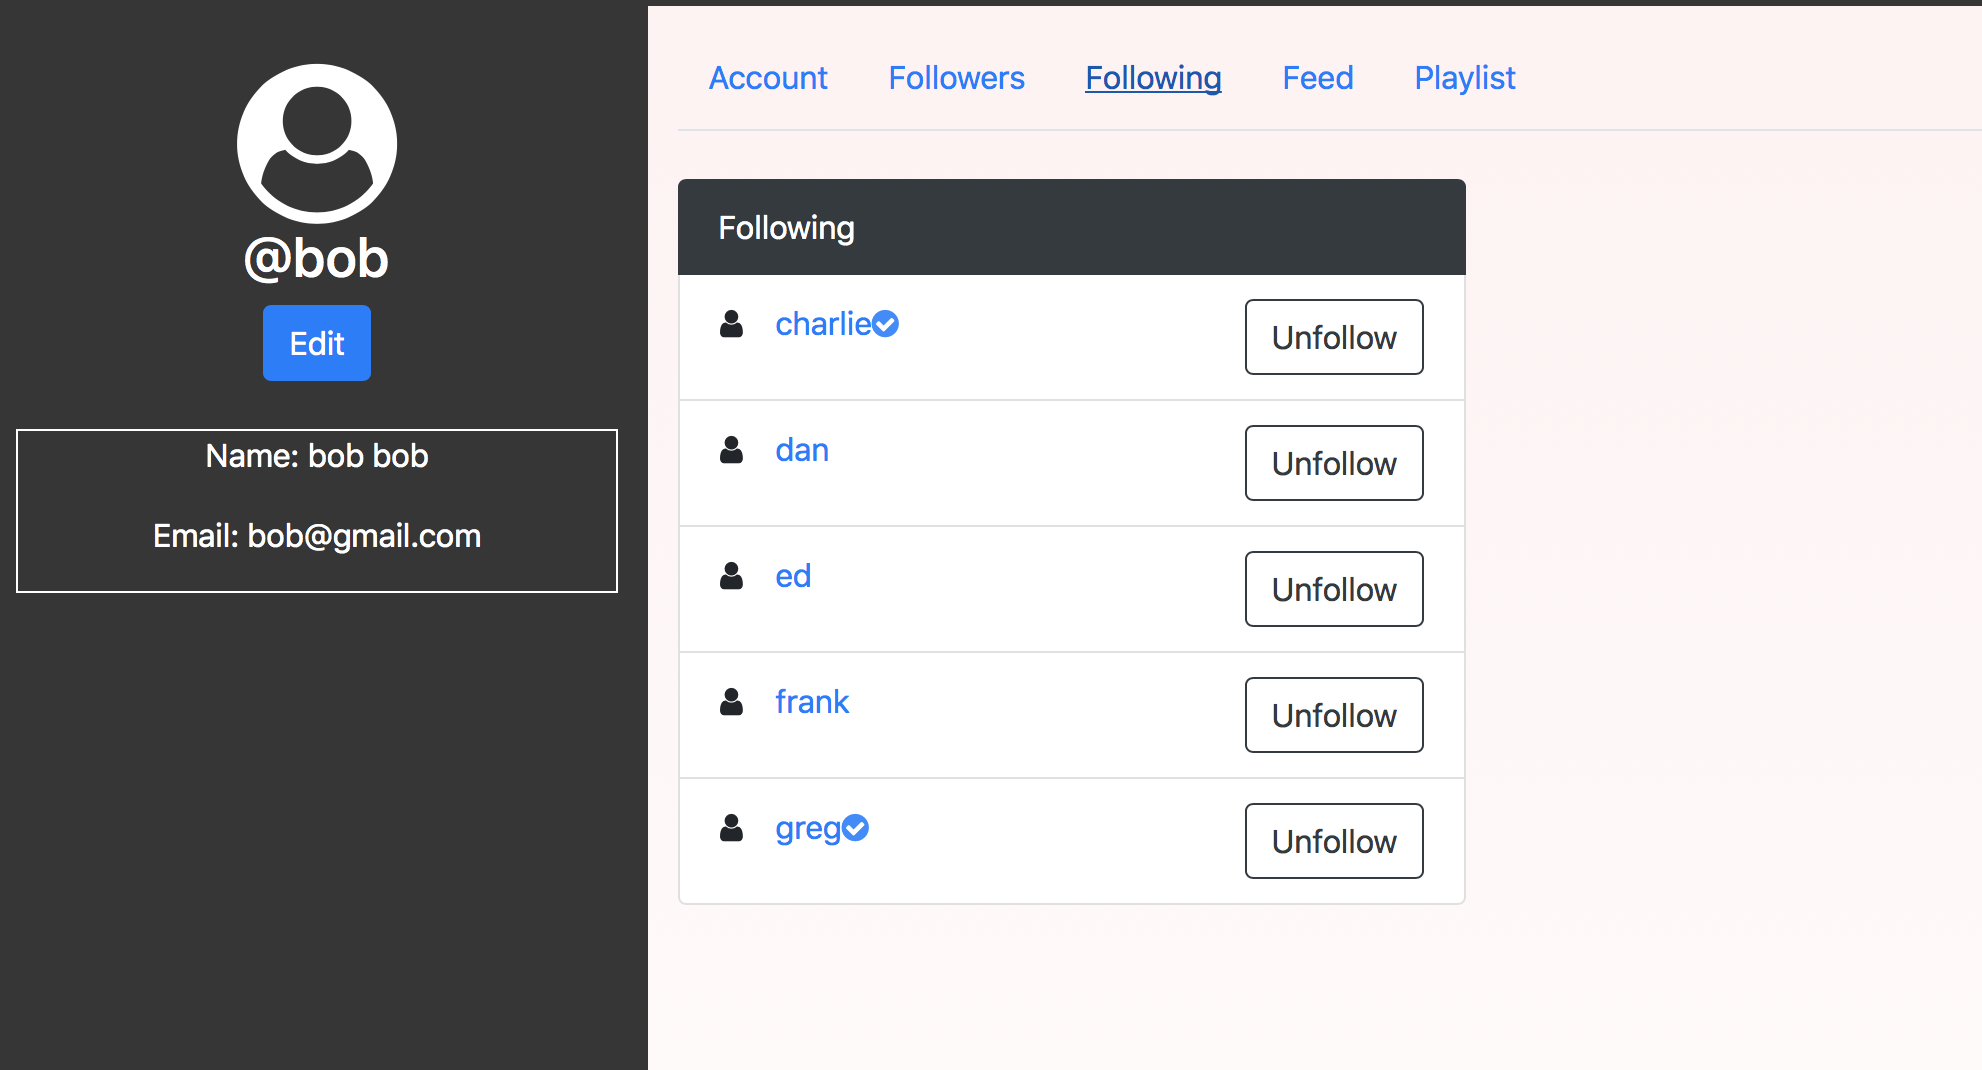 @bob
Edit
Name: bob bob
Email: bob@gmail.com
Account Followers Following Feed Playlist
Following
charlie Unfollow
dan Unfollow
ed Unfollow
frank Unfollow
greg Unfollow